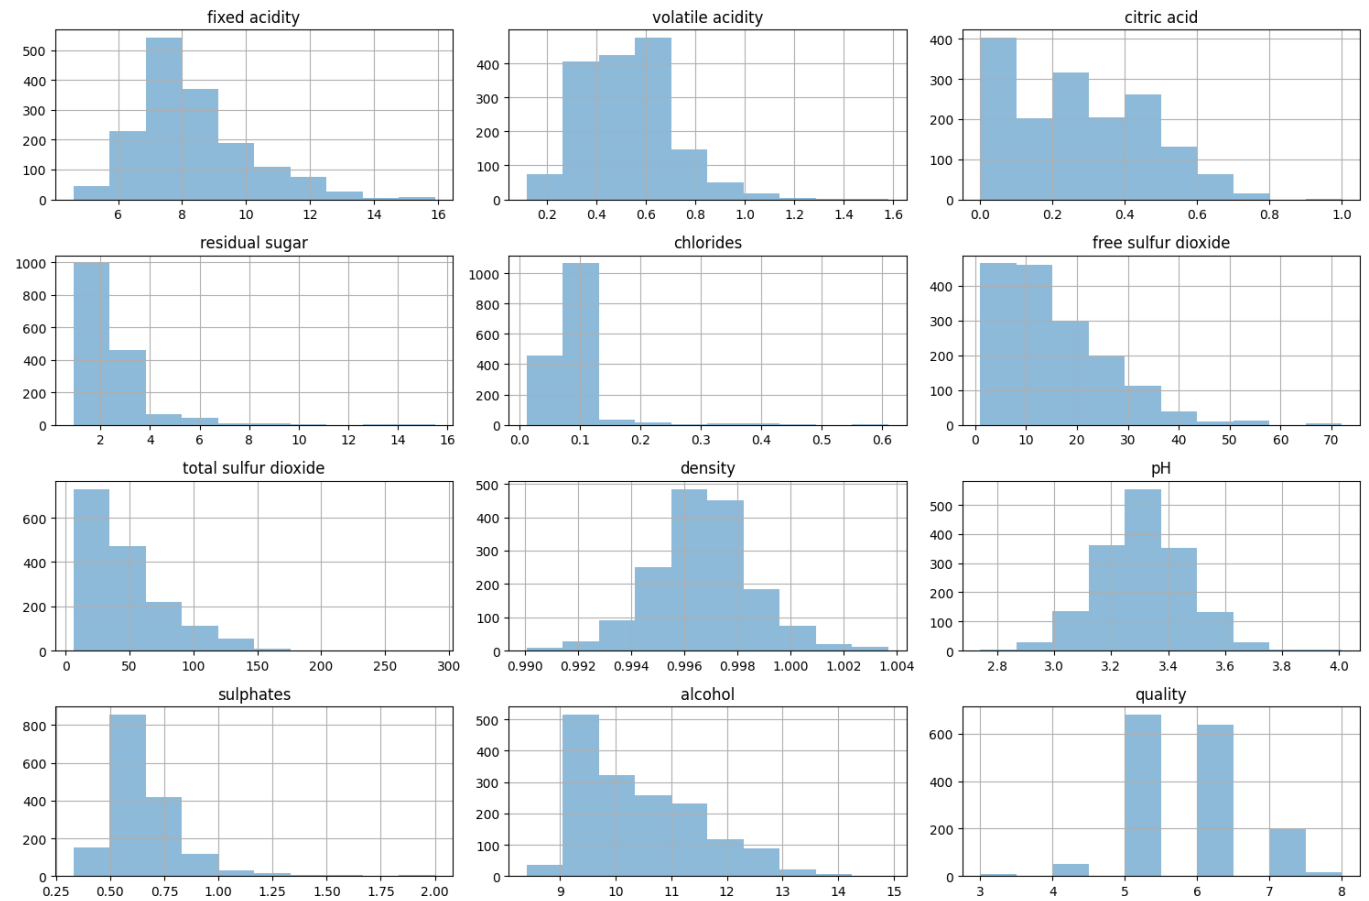 fixed acidity
500
400
300
200
100
0
6 8 10 12 14 16
volatile acidity
400
300
200
100
0
0.2 0.4 0.6 0.8 1.0 1.2 1.4 1.6
citric acid
400
300
200
100
0
0.0 0.2 0.4 0.6 0.8 1.0
residual sugar
1000
800
600
400
200
0
2 4 6 8 10 12 14 16
chlorides
1000
800
600
400
200
0
0.0 0.1 0.2 0.3 0.4 0.5 0.6
free sulfur dioxide
400
300
200
100
0
0 10 20 30 40 50 60 70
total sulfur dioxide
600
400
200
0
0 50 100 150 200 250 300
density
500
400
300
200
100
0
0.990 0.992 0.994 0.996 0.998 1.000 1.002 1.004
pH
500
400
300
200
100
0
2.8 3.0 3.2 3.4 3.6 3.8 4.0
sulphates
800
600
400
200
0
0.25 0.50 0.75 1.00 1.25 1.50 1.75 2.00
alcohol
500
400
300
200
100
0
9 10 11 12 13 14 15
quality
600
400
200
0
3 4 5 6 7 8